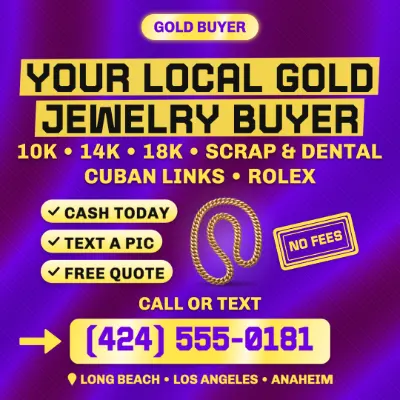 GOLD BUYER
YOUR LOCAL GOLD
JEWELRY BUYER
10K • 14K • 18K • SCRAP & DENTAL
CUBAN LINKS • ROLEX
✓ CASH TODAY
✓ TEXT A PIC
✓ FREE QUOTE
NO FEES
CALL OR TEXT
(424) 555-0181
LONG BEACH • LOS ANGELES • ANAHEIM